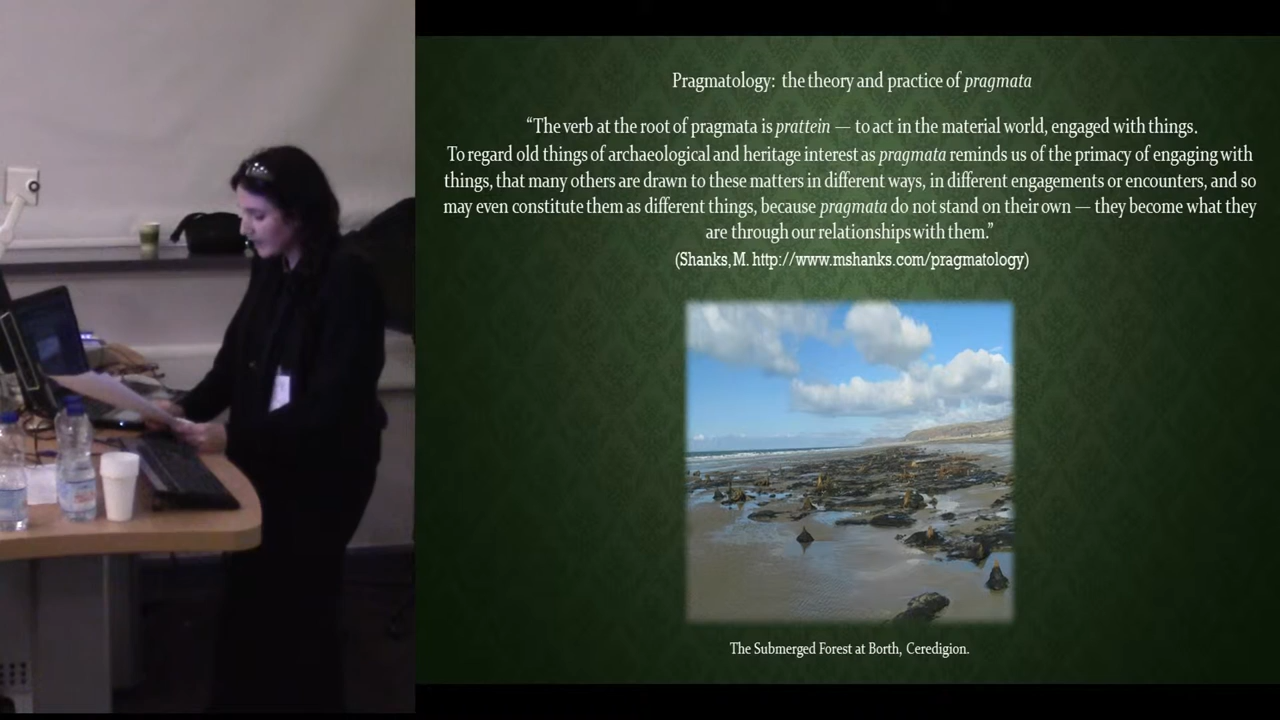 Pragmatology: the theory and practice of pragmata
“The verb at the root of pragmata is prattein — to act in the material world, engaged with things.
To regard old things of archaeological and heritage interest as pragmata reminds us of the primacy of engaging with
things, that many others are drawn to these matters in different ways, in different engagements or encounters, and so
may even constitute them as different things, because pragmata do not stand on their own — they become what they
are through our relationships with them.”
(Shanks, M. http://www.mshanks.com/pragmatology)
The Submerged Forest at Borth, Ceredigion.